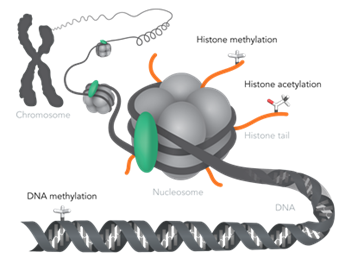 Histone methylation
Histone acetylation
Chromosome
Histone tail
Nucleosome
DNA methylation
DNA